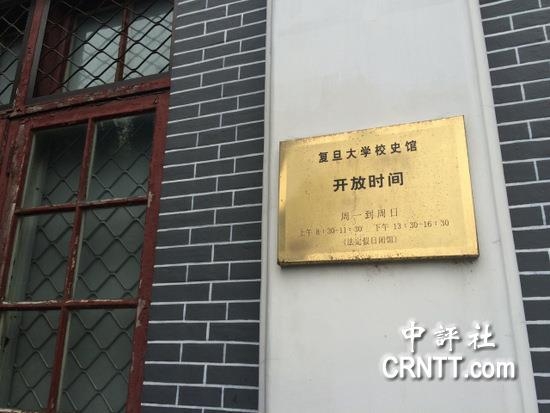 复旦大学校史馆
开放时间
周一到周日
上午 8:30-11:30 下午 13:30-16:30
(法定假日闭馆)
中評社
CRNTT.com